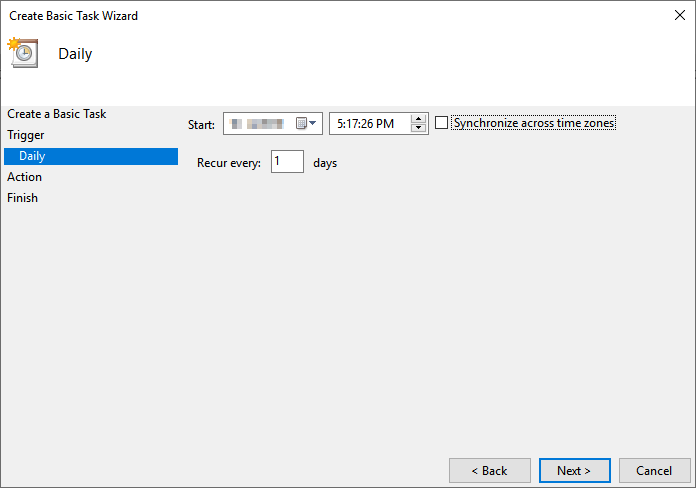 Create Basic Task Wizard
Daily
Create a Basic Task
Trigger
Daily
Action
Finish
Start: 5:17:26 PM Synchronize across time zones
Recur every: 1 days
< Back Next > Cancel